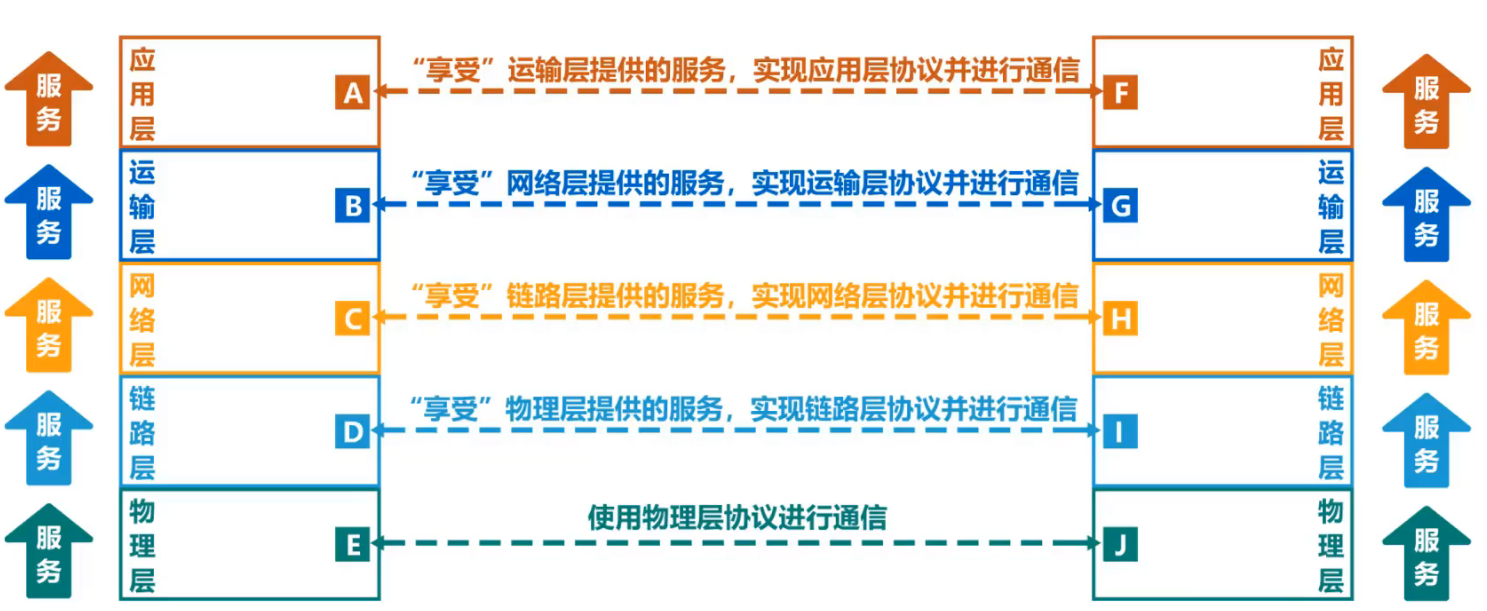 服务
应用层
A
“享受”运输层提供的服务，实现应用层协议并进行通信
F
应用层
服务
服务
运输层
B
“享受”网络层提供的服务，实现运输层协议并进行通信
G
运输层
服务
服务
网络层
C
“享受”链路层提供的服务，实现网络层协议并进行通信
H
网络层
服务
服务
链路层
D
“享受”物理层提供的服务，实现链路层协议并进行通信
I
链路层
服务
服务
物理层
E
使用物理层协议进行通信
J
物理层
服务